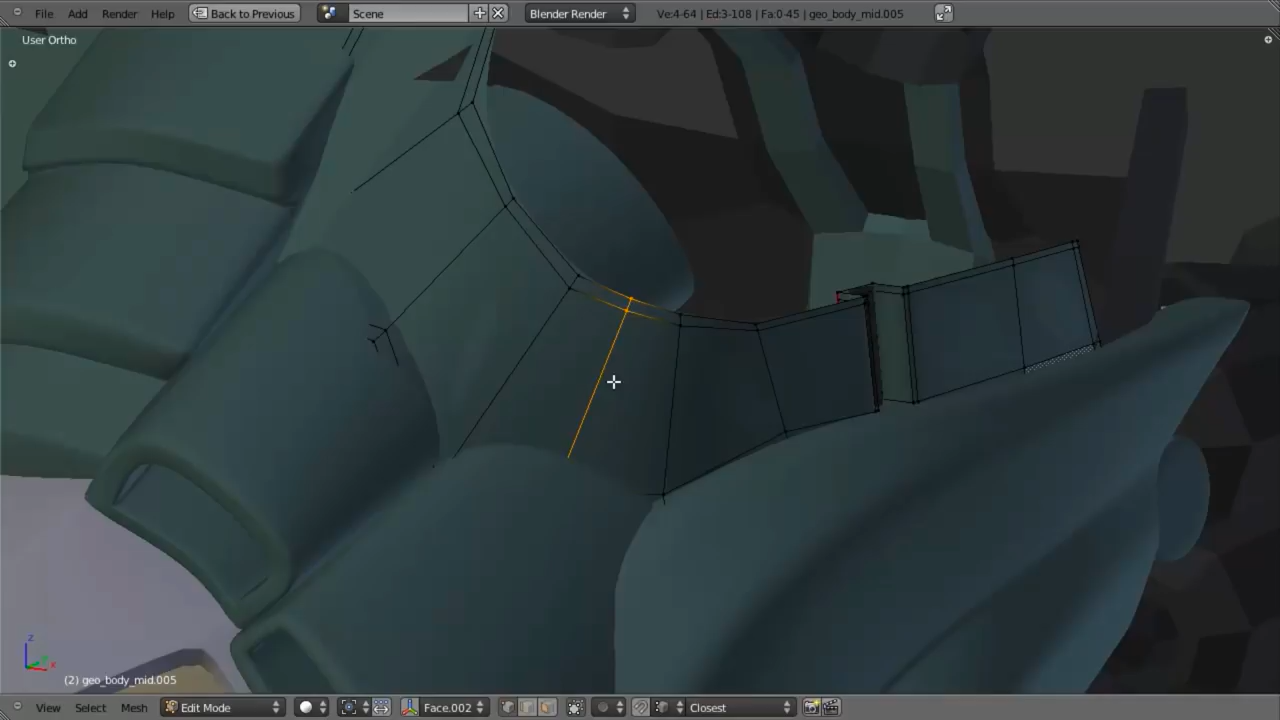 File Add Render Help Back to Previous Scene Blender Render Ve:4-64 | Ed:3-108 | Fa:0-45 | geo_body_mid.005
User Ortho
z
x
(2) geo_body_mid.005
View Select Mesh Edit Mode Face.002 Closest